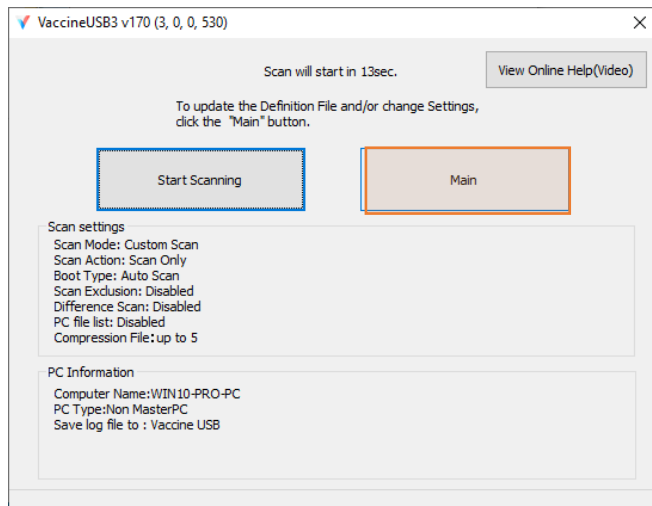 VaccineUSB3 v170 (3, 0, 0, 530)
Scan will start in 13sec.
View Online Help(Video)
To update the Definition File and/or change Settings,
click the "Main" button.
Start Scanning
Main
Scan settings
Scan Mode: Custom Scan
Scan Action: Scan Only
Boot Type: Auto Scan
Scan Exclusion: Disabled
Difference Scan: Disabled
PC file list: Disabled
Compression File:up to 5
PC Information
Computer Name:WIN10-PRO-PC
PC Type:Non MasterPC
Save log file to : Vaccine USB